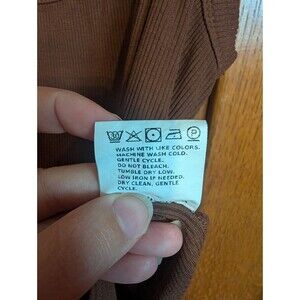 WASH WITH LIKE COLORS.
MACHINE WASH COLD.
GENTLE CYCLE.
DO NOT BLEACH.
TUMBLE DRY LOW.
LOW IRON IF NEEDED.
DRY CLEAN, GENTLE
CYCLE.